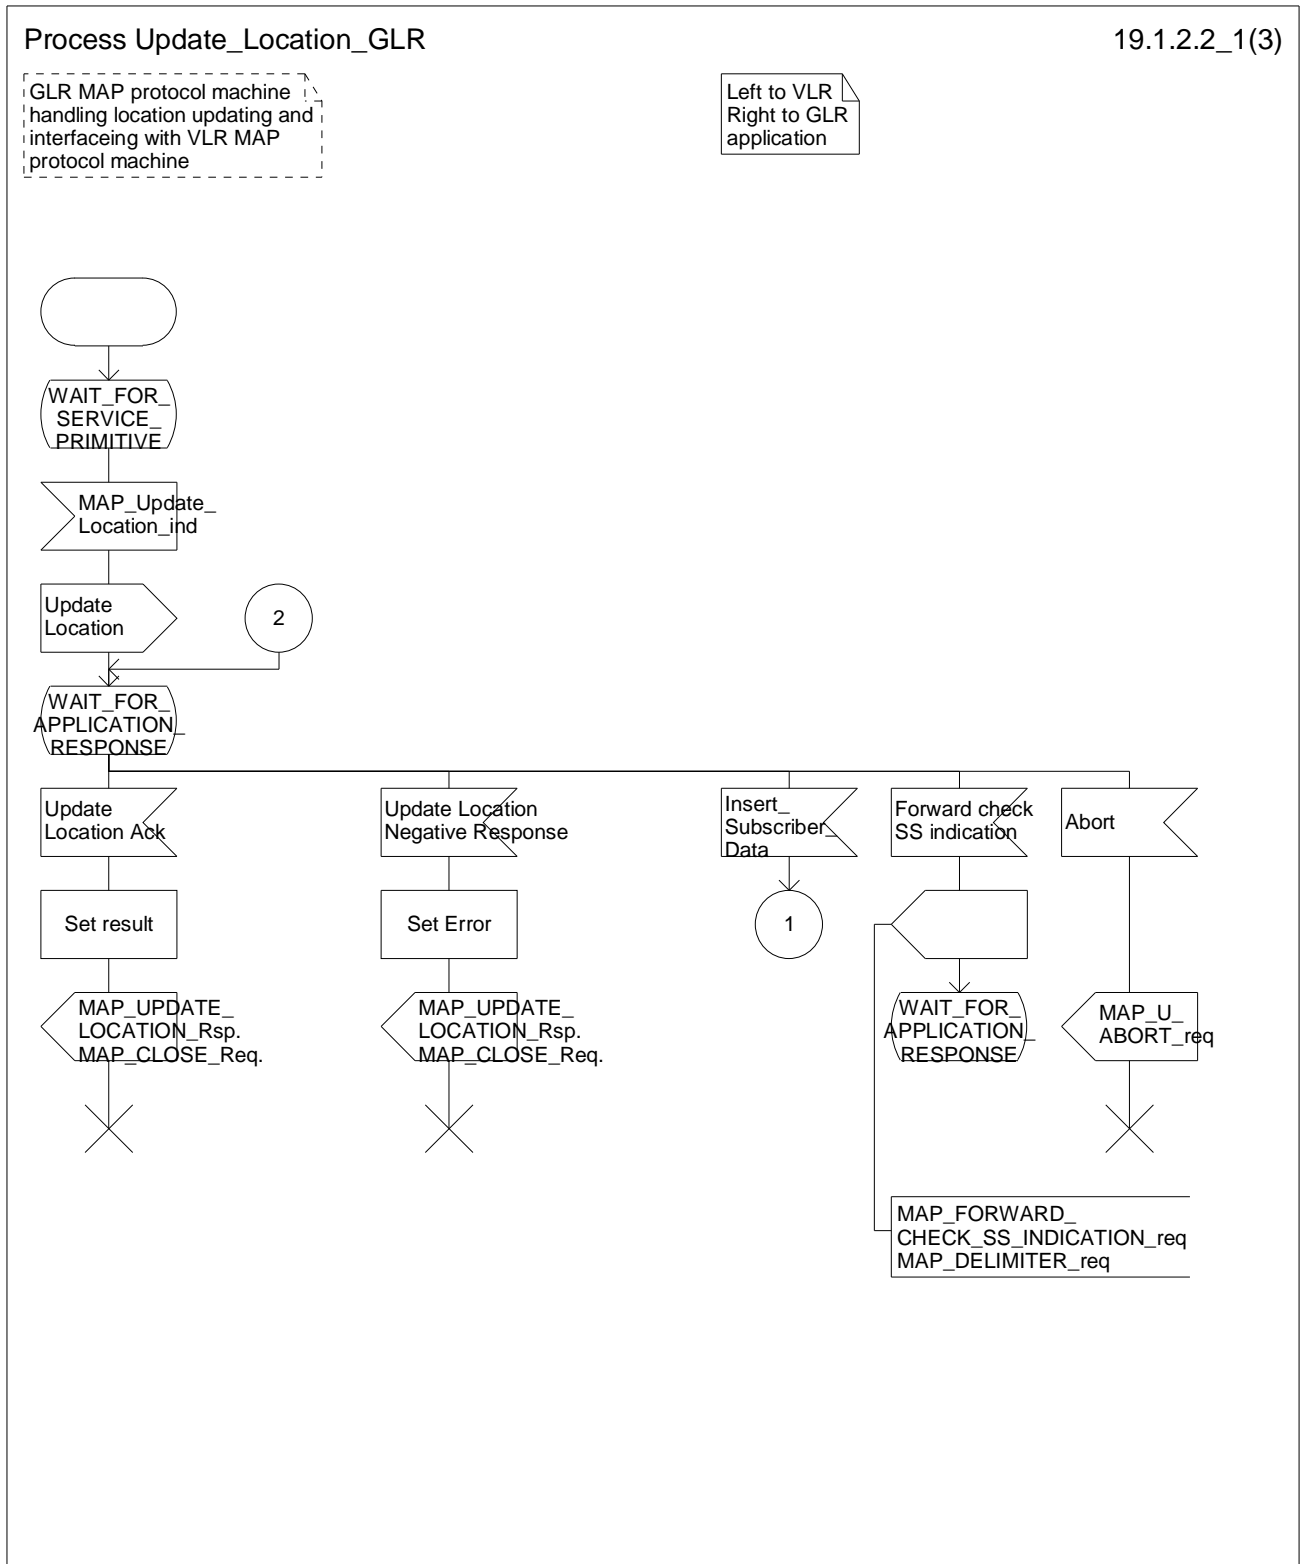 Process Update_Location_GLR
19.1.2.2_1(3)
GLR MAP protocol machine
handling location updating and
interfaceing with VLR MAP
protocol machine
Left to VLR
Right to GLR
application
WAIT_FOR_
SERVICE_
PRIMITIVE
MAP_Update_
Location_ind
Update
Location
2
WAIT_FOR_
APPLICATION_
RESPONSE
Update
Location Ack
Update Location
Negative Response
Insert_
Subscriber_
Data
Forward check
SS indication
Abort
Set result
Set Error
1
MAP_UPDATE_
LOCATION_Rsp.
MAP_CLOSE_Req.
MAP_UPDATE_
LOCATION_Rsp.
MAP_CLOSE_Req.
WAIT_FOR_
APPLICATION_
RESPONSE
MAP_U_
ABORT_req
MAP_FORWARD_
CHECK_SS_INDICATION_req
MAP_DELIMITER_req